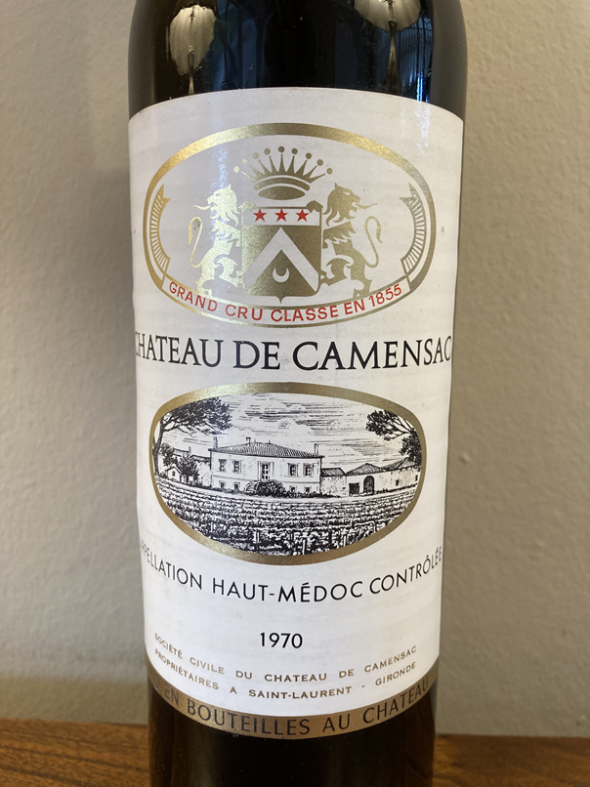 GRAND CRU CLASSE EN 1855
CHATEAU DE CAMENSAC
APPELLATION HAUT-MÉDOC CONTRÔLÉE
1970
SOCIÉTÉ CIVILE DU CHATEAU DE CAMENSAC
PROPRIÉTAIRES A SAINT-LAURENT - GIRONDE
EN BOUTEILLES AU CHATEAU